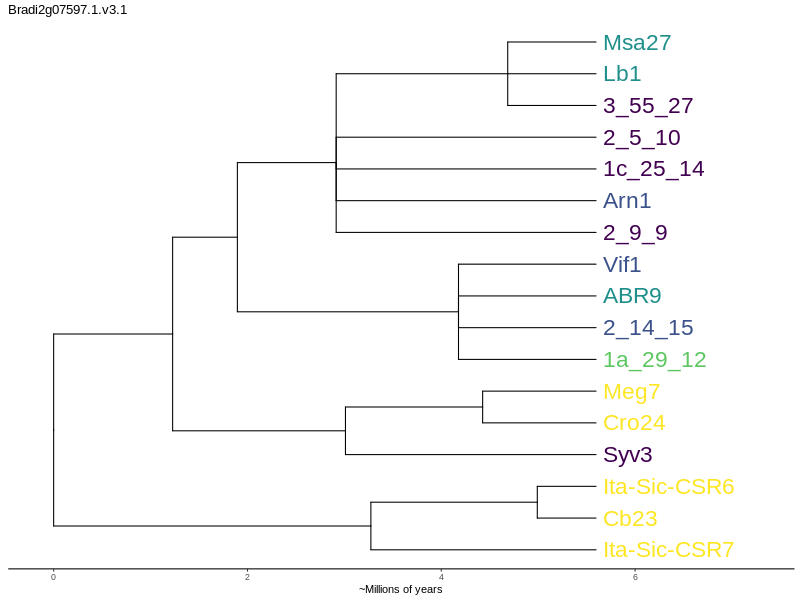 Bradi2g07597.1.v3.1
Msa27
Lb1
3_55_27
2_5_10
1c_25_14
Arn1
2_9_9
Vif1
ABR9
2_14_15
1a_29_12
Meg7
Cro24
Syv3
Ita-Sic-CSR6
Cb23
Ita-Sic-CSR7
0 2 4 6
~Millions of years